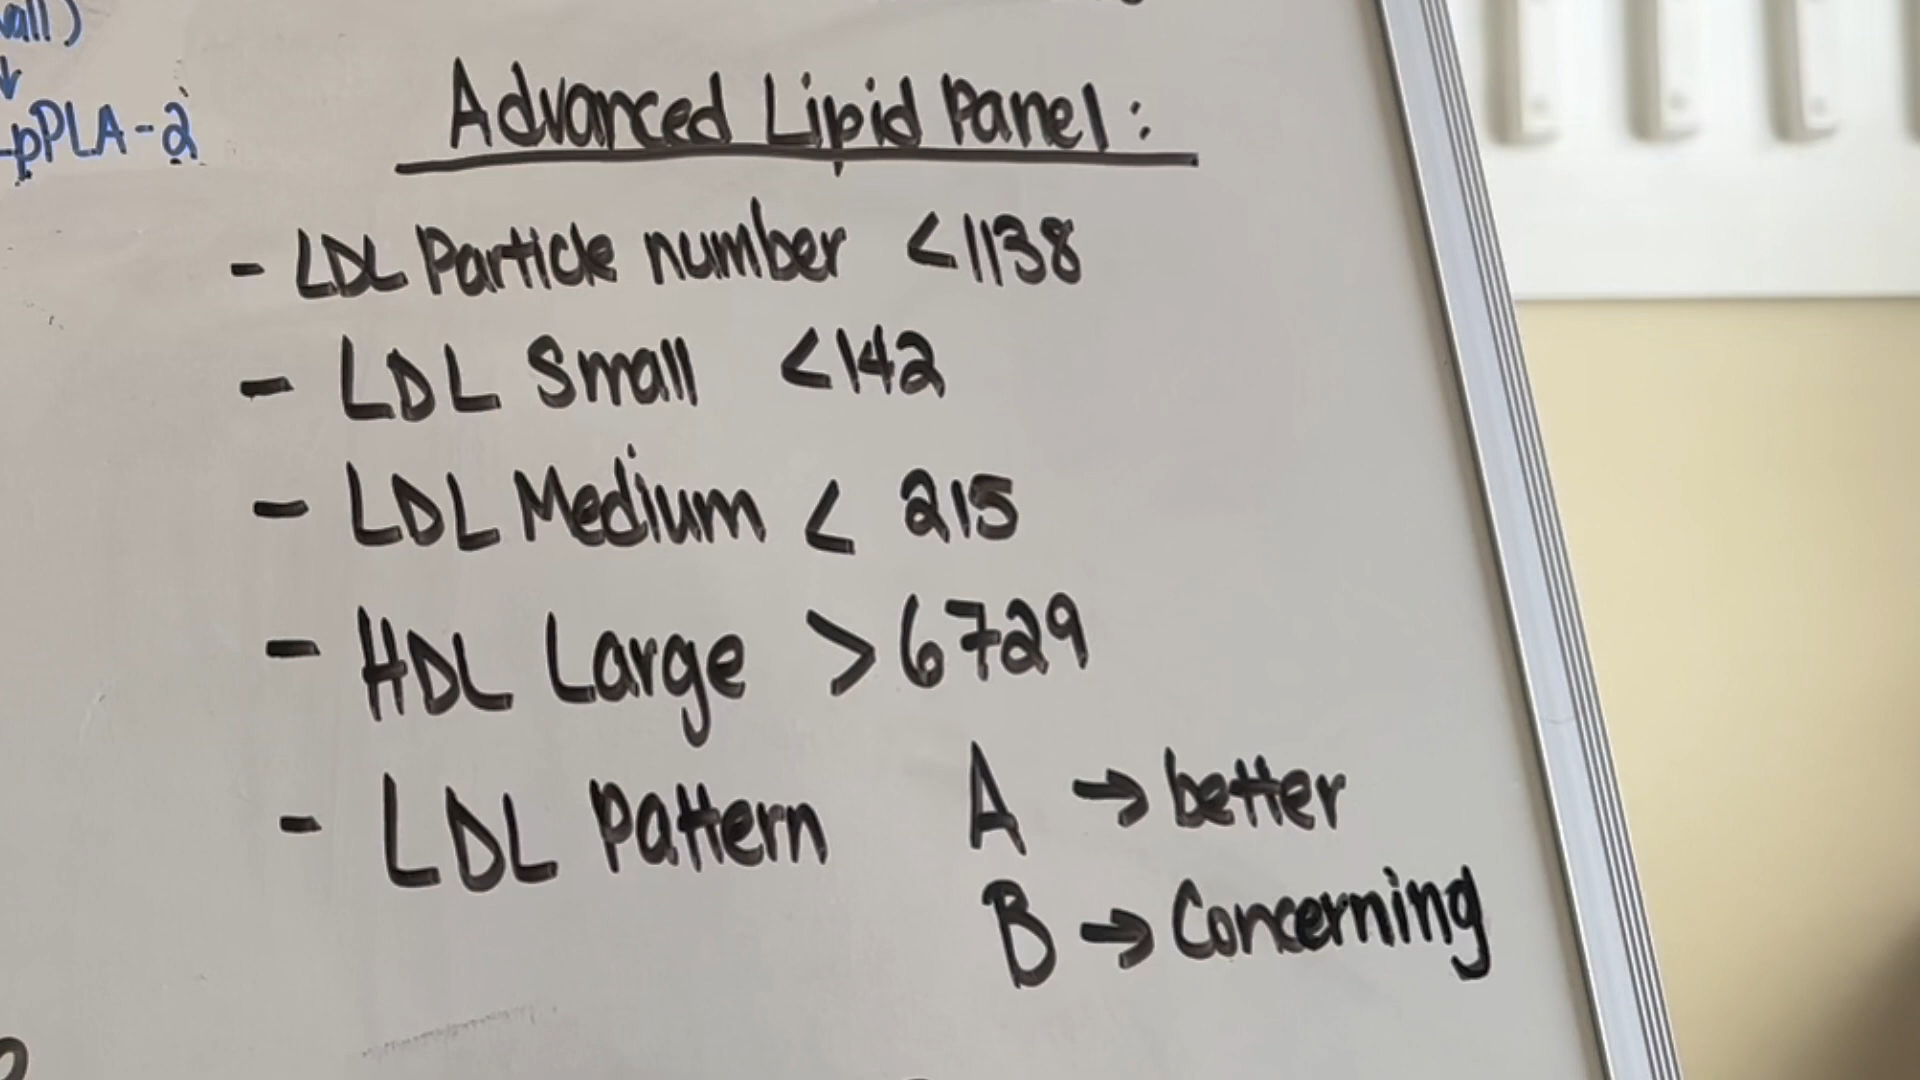 Advanced Lipid Panel:
- LDL Particle number <1138
- LDL Small <142
- LDL Medium < 215
- HDL Large > 6729
- LDL Pattern A → better
B → Concerning
pPLA-2